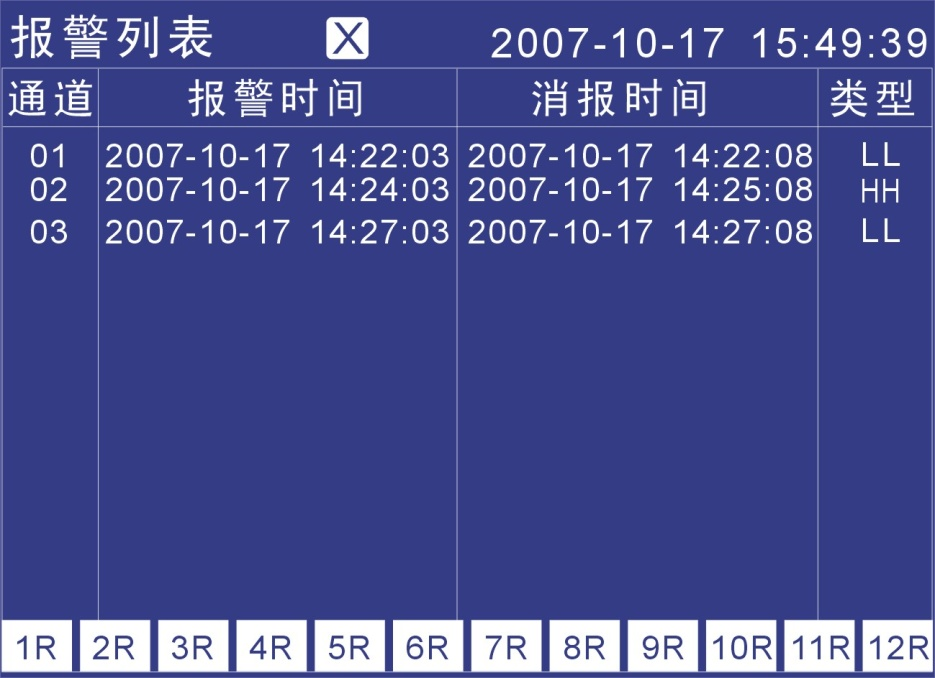 报警列表 X 2007-10-17 15:49:39
通道 报警时间 消报时间 类型
01 2007-10-17 14:22:03 2007-10-17 14:22:08 LL
02 2007-10-17 14:24:03 2007-10-17 14:25:08 HH
03 2007-10-17 14:27:03 2007-10-17 14:27:08 LL
1R 2R 3R 4R 5R 6R 7R 8R 9R 10R 11R 12R